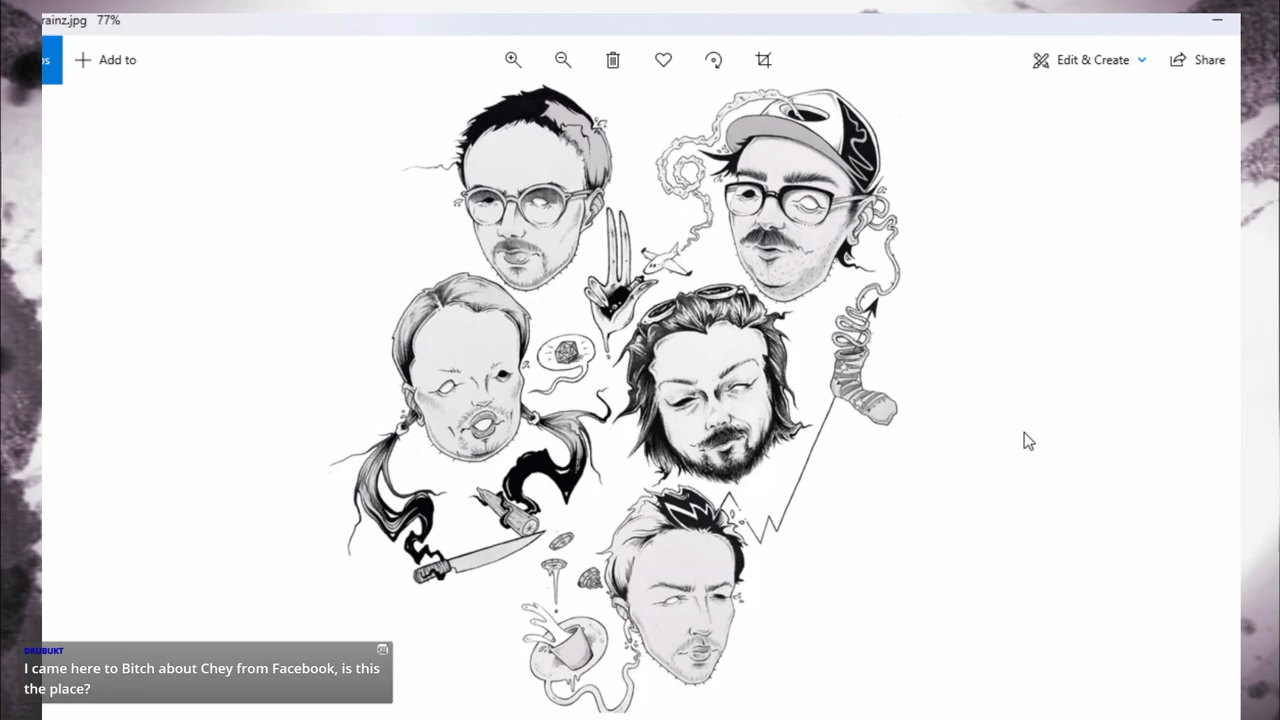 rainz.jpg 77%
os Add to Edit & Create Share
DRUBUKT
I came here to Bitch about Chey from Facebook, is this
the place?